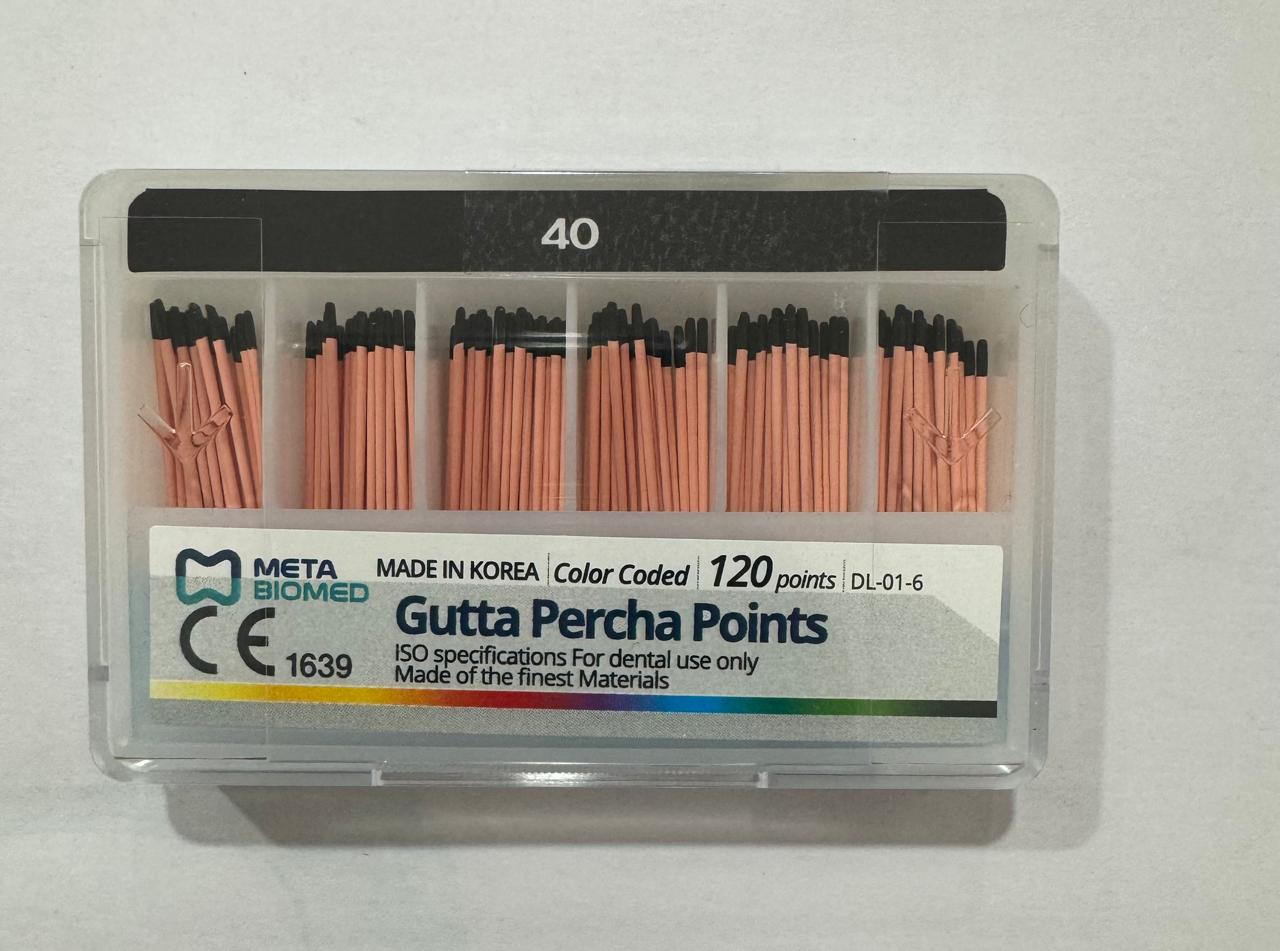 40
META
BIOMED
MADE IN KOREA Color Coded 120 points DL-01-6
Gutta Percha Points
CE 1639
ISO specifications For dental use only
Made of the finest Materials